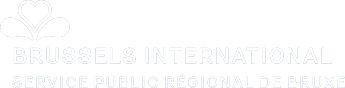 BRUSSELS INTERNATIONAL
SERVICE PUBLIC RÉGIONAL DE BRUXE